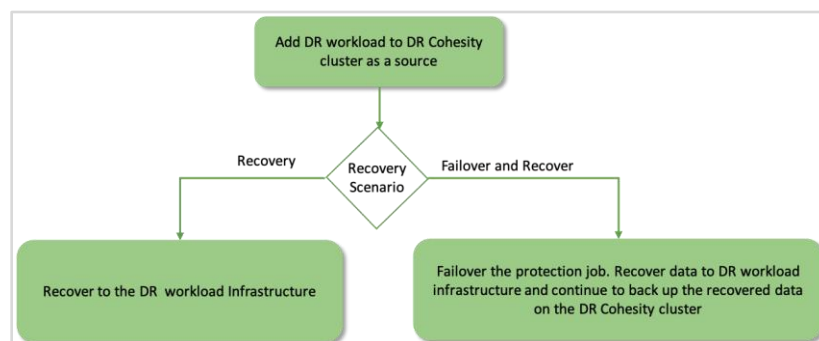 Add DR workload to DR Cohesity
cluster as a source
Recovery
Recovery
Scenario
Failover and Recover
Recover to the DR workload Infrastructure
Failover the protection job. Recover data to DR workload
infrastructure and continue to back up the recovered data
on the DR Cohesity cluster